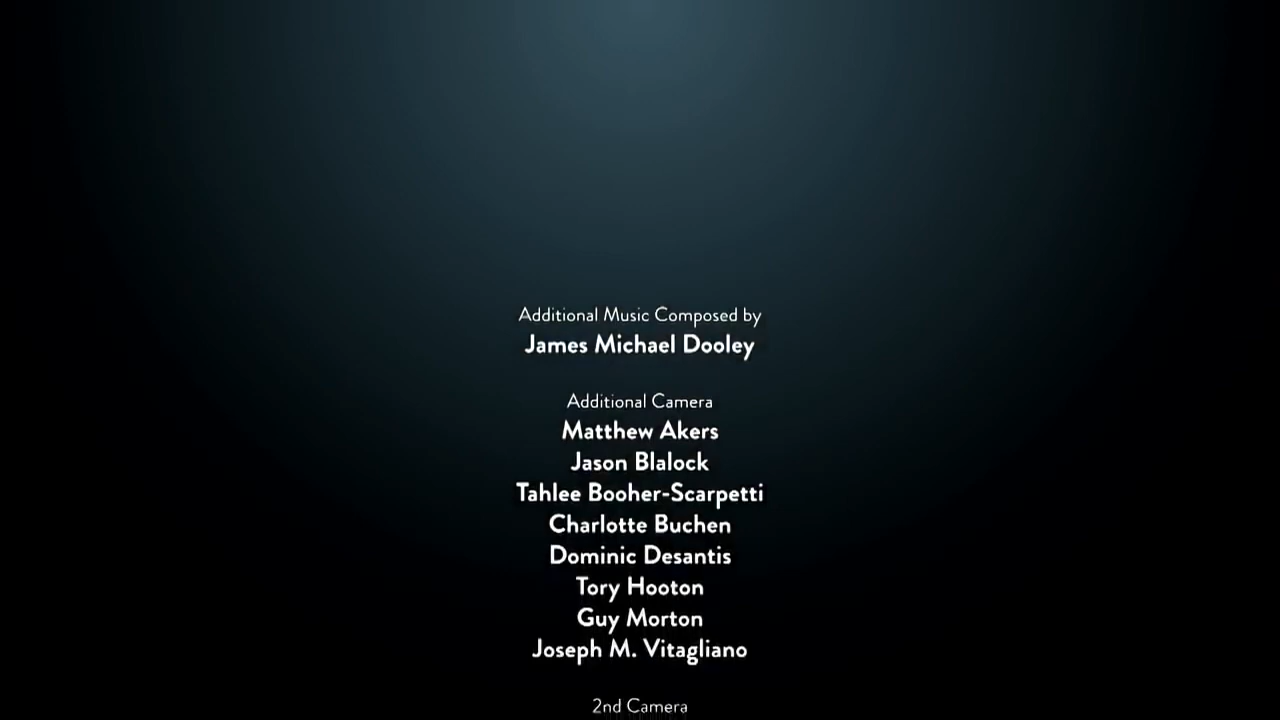 Additional Music Composed by
James Michael Dooley
Additional Camera
Matthew Akers
Jason Blalock
Tahlee Booher-Scarpetti
Charlotte Buchen
Dominic Desantis
Tory Hooton
Guy Morton
Joseph M. Vitagliano
2nd Camera